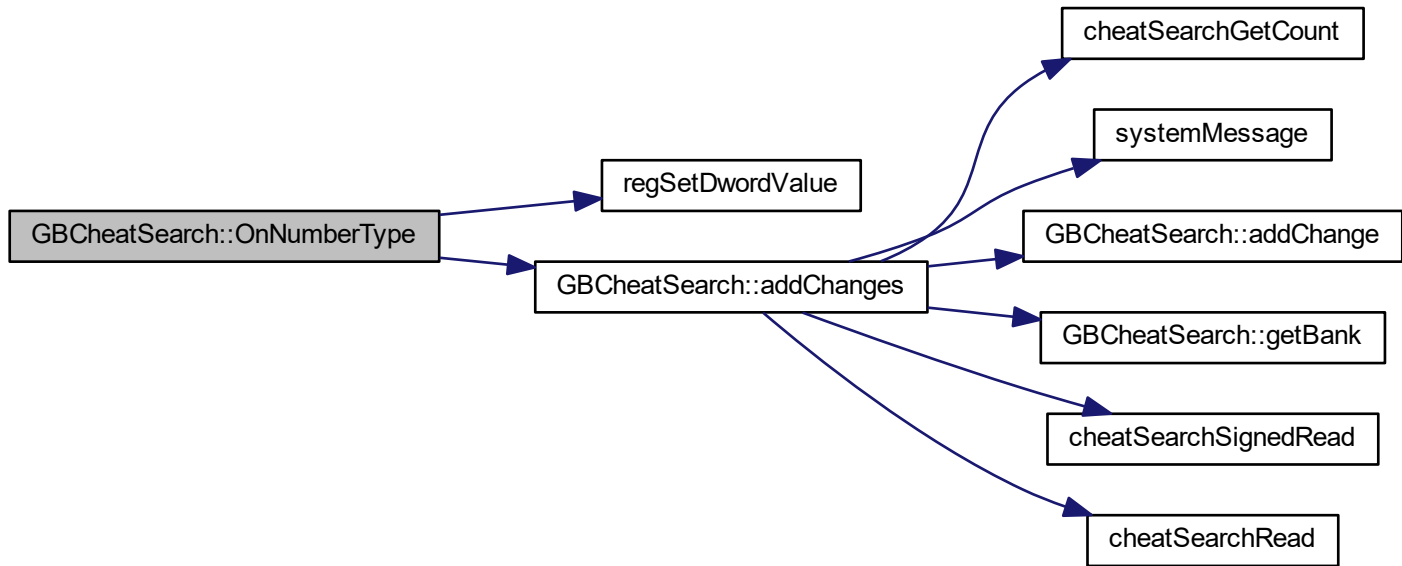 cheatSearchGetCount
systemMessage
regSetDwordValue
GBCheatSearch::OnNumberType
GBCheatSearch::addChange
GBCheatSearch::addChanges
GBCheatSearch::getBank
cheatSearchSignedRead
cheatSearchRead